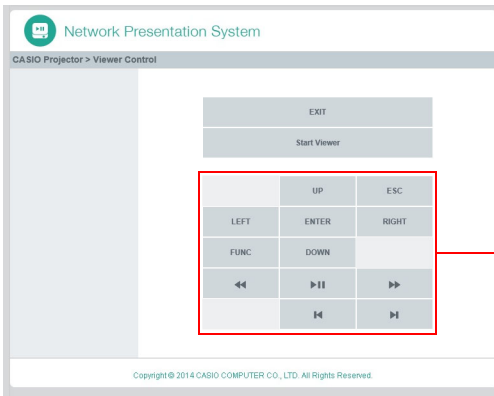 Network Presentation System
CASIO Projector > Viewer Control
EXIT
Start Viewer
UP ESC
LEFT ENTER RIGHT
FUNC DOWN
Copyright © 2014 CASIO COMPUTER CO., LTD. All Rights Reserved.